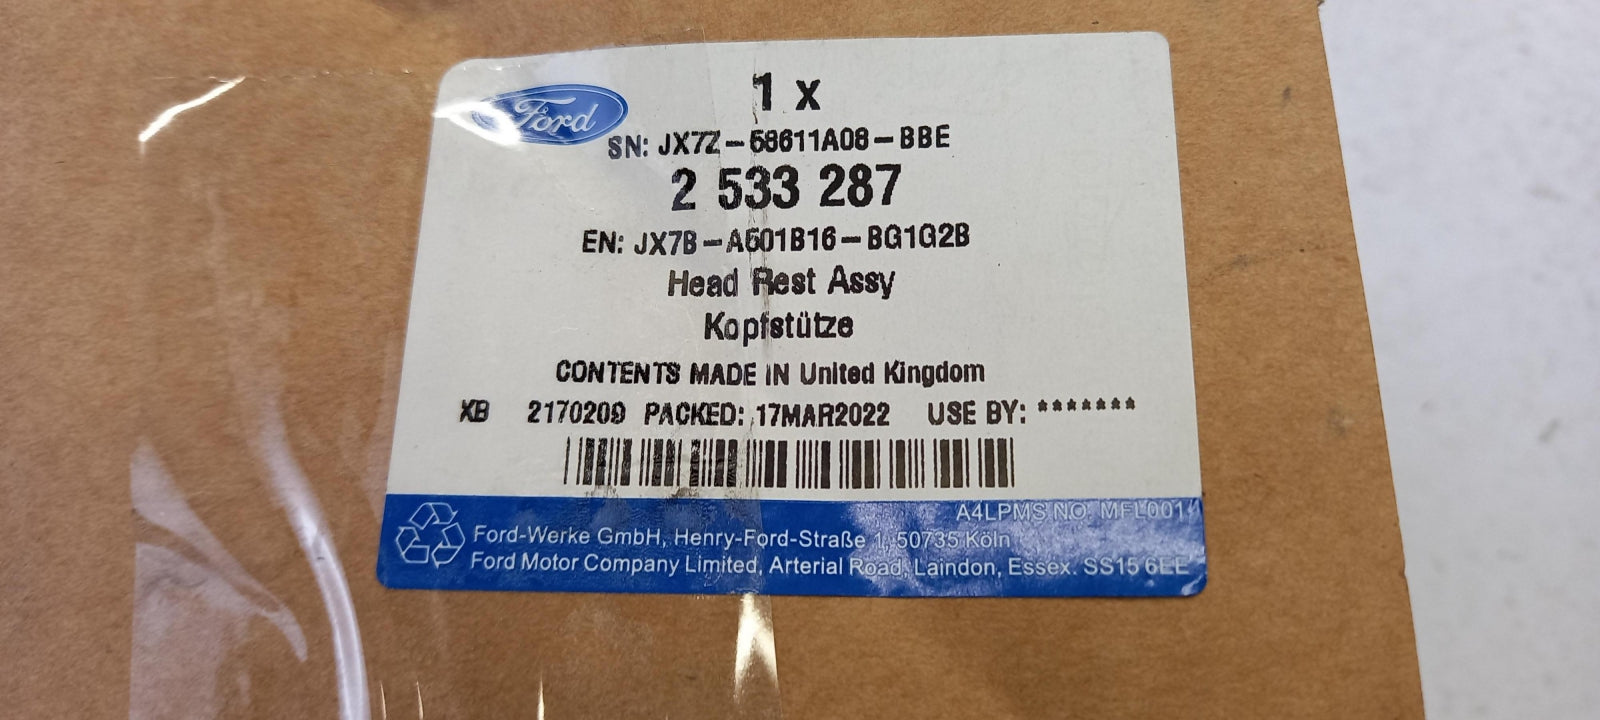 Ford
1 x
SN: JX7Z-58611A08-BBE
2 533 287
EN: JX7B-A601B16-BG1G2B
Head Rest Assy
Kopfstütze
CONTENTS MADE IN United Kingdom
XB 2170209 PACKED: 17MAR2022 USE BY: *******
A4LPMS NO. MFL0014
Ford-Werke GmbH, Henry-Ford-Straße 1, 50735 Köln
Ford Motor Company Limited, Arterial Road, Laindon, Essex. SS15 6EE